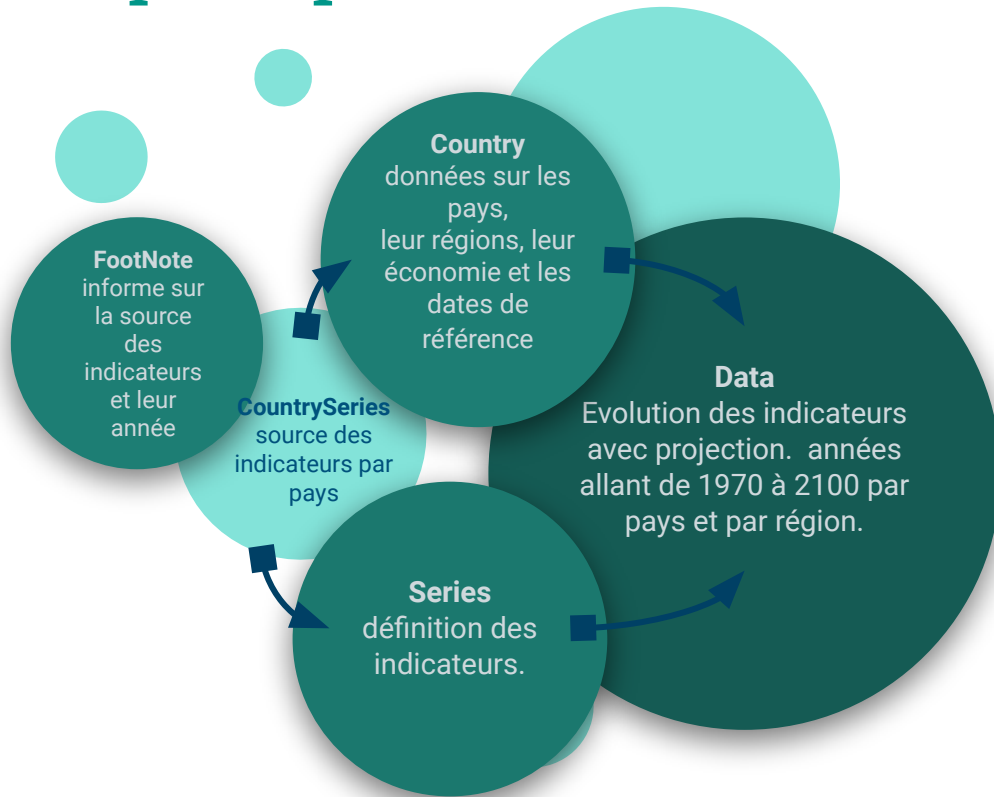 Country
données sur les
pays,
leur régions, leur
économie et les
dates de
référence
FootNote
informe sur
la source
des
indicateurs
et leur
année
CountrySeries
source des
indicateurs par
pays
Data
Evolution des indicateurs
avec projection.  années
allant de 1970 à 2100 par
pays et par région.
Series
définition des
indicateurs.